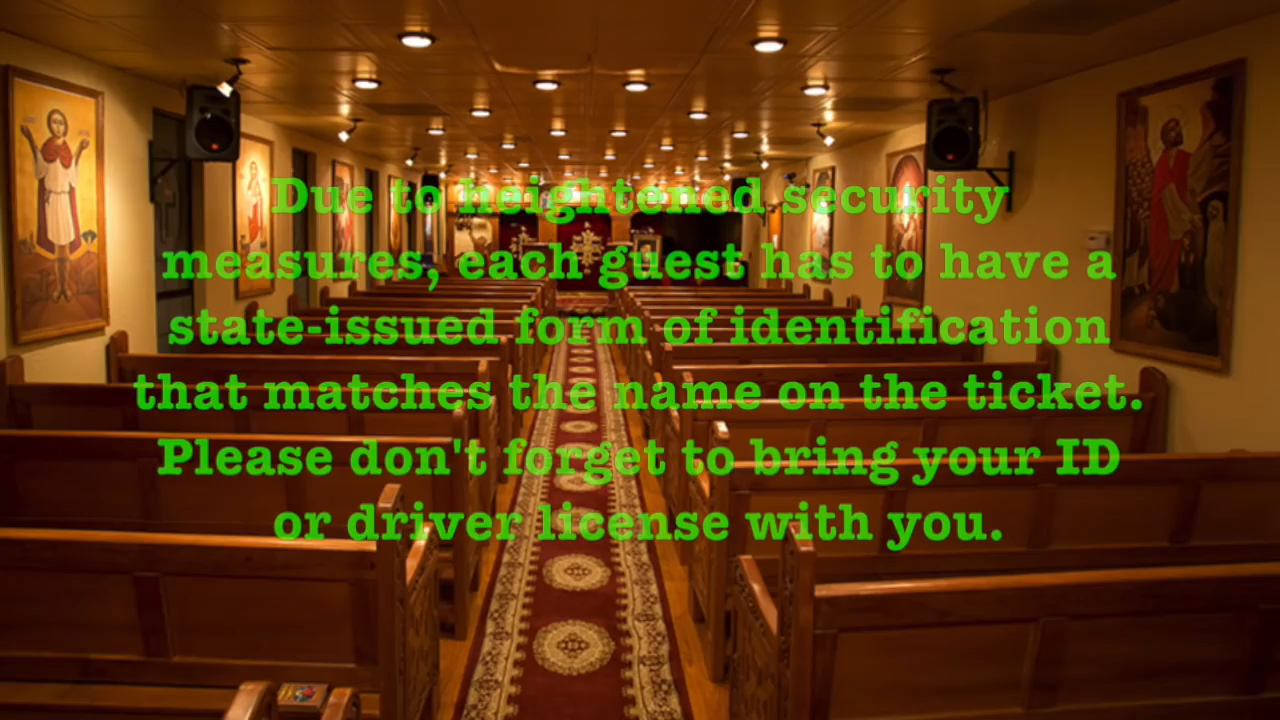 Due to heightened security
measures, each guest has to have a
state-issued form of identification
that matches the name on the ticket.
Please don't forget to bring your ID
or driver license with you.